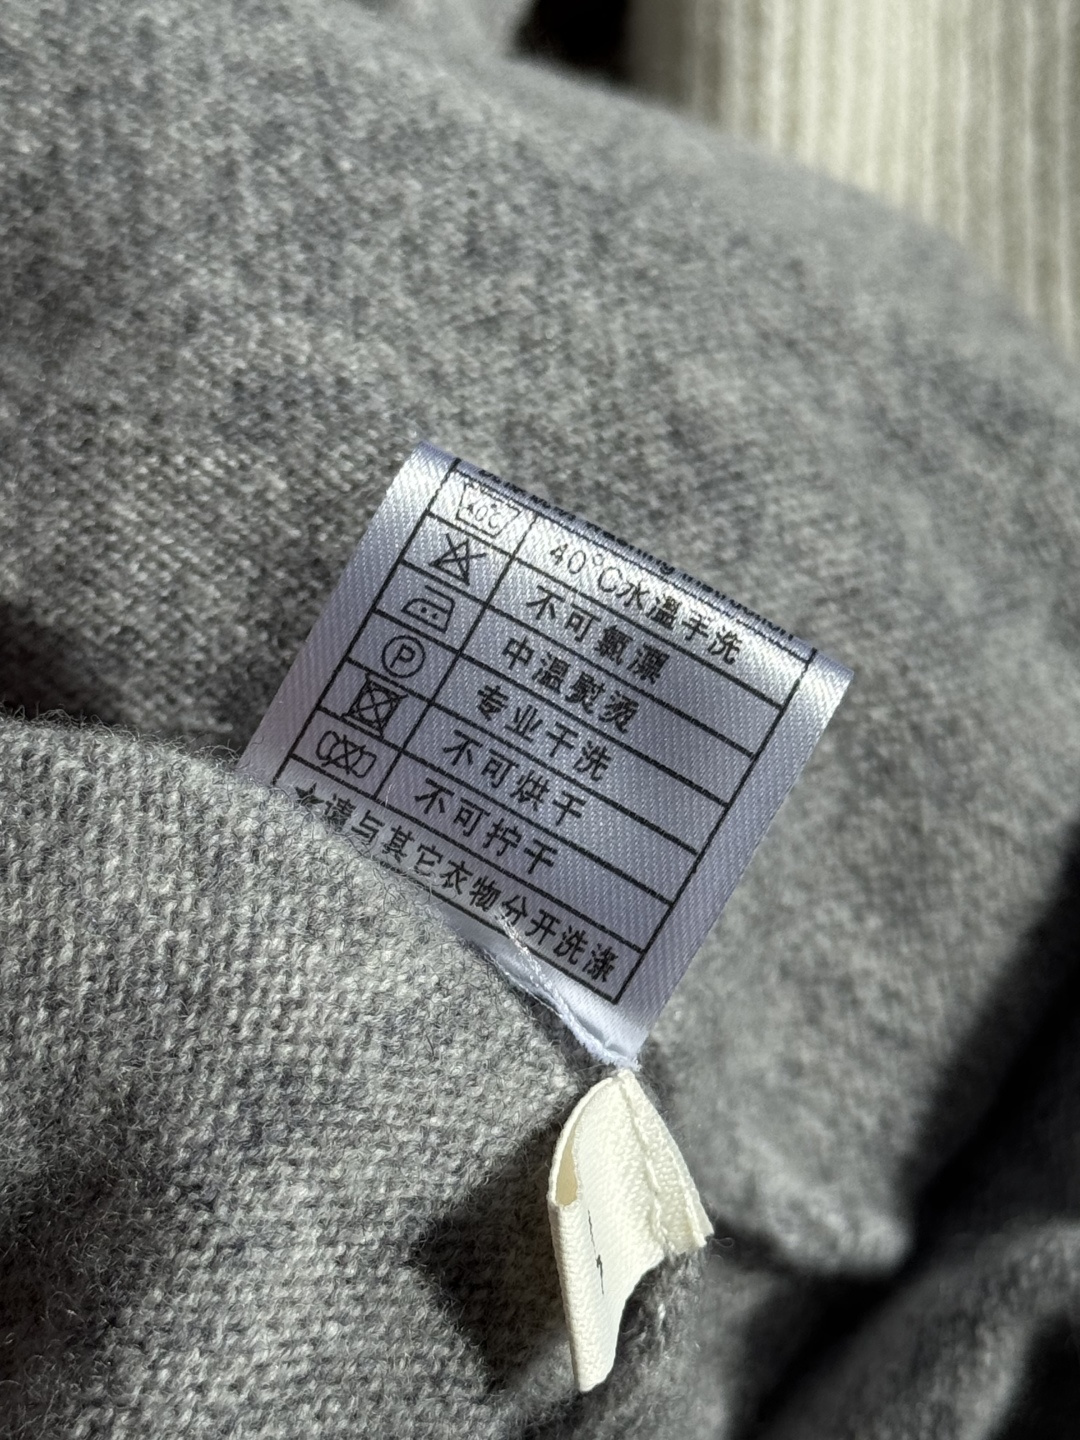 40℃ 40°C水温手洗
不可氯漂
中温熨烫
P 专业干洗
不可烘干
不可拧干
★请与其它衣物分开洗涤